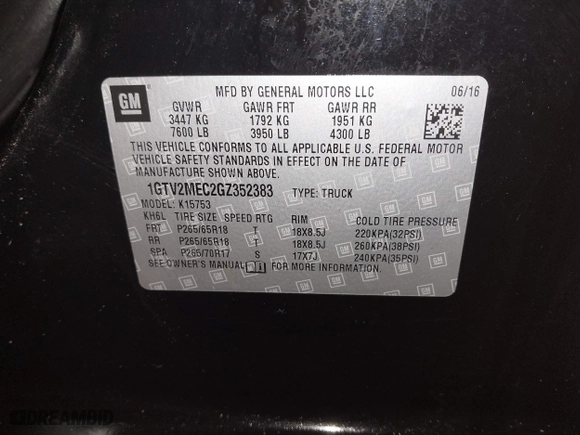 GM
MFD BY GENERAL MOTORS LLC 06/16
GVWR GAWR FRT GAWR RR
3447 KG 1792 KG 1951 KG
7600 LB 3950 LB 4300 LB
THIS VEHICLE CONFORMS TO ALL APPLICABLE U.S. FEDERAL MOTOR
VEHICLE SAFETY STANDARDS IN EFFECT ON THE DATE OF
MANUFACTURE SHOWN ABOVE.
1GTV2MEC2GZ352383 TYPE: TRUCK
MODEL: K15753
KH6L TIRE SIZE SPEED RTG RIM COLD TIRE PRESSURE
FRT P265/65R18 T 18X8.5J 220KPA(32PSI)
RR P265/65R18 T 18X8.5J 260KPA(38PSI)
SPA P265/70R17 S 17X7J 240KPA(35PSI)
SEE OWNER'S MANUAL FOR MORE INFORMATION.
DREAMBID